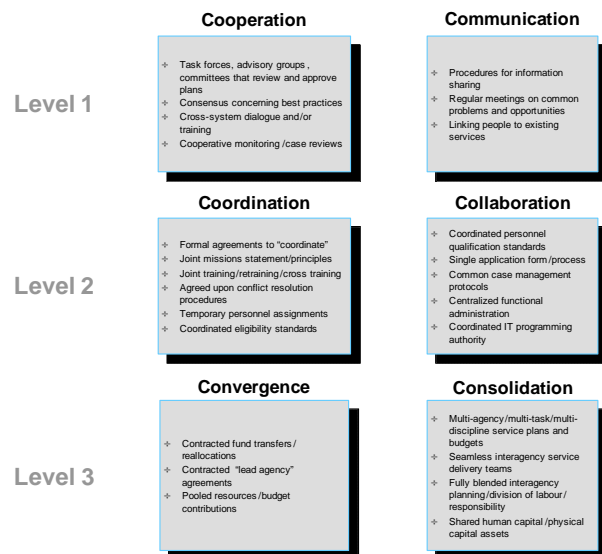 Cooperation
Communication
Level 1
✧ Task forces, advisory groups,
committees that review and approve
plans
✧ Consensus concerning best practices
✧ Cross-system dialogue and/or
training
✧ Cooperative monitoring /case reviews
✧ Procedures for information
sharing
✧ Regular meetings on common
problems and opportunities
✧ Linking people to existing
services
Coordination
Collaboration
Level 2
✧ Formal agreements to “coordinate”
✧ Joint missions statement/principles
✧ Joint training/retraining/cross training
✧ Agreed upon conflict resolution
procedures
✧ Temporary personnel assignments
✧ Coordinated eligibility standards
✧ Coordinated personnel
qualification standards
✧ Single application form/process
✧ Common case management
protocols
✧ Centralized functional
administration
✧ Coordinated IT programming
authority
Convergence
Consolidation
Level 3
✧ Contracted fund transfers/
reallocations
✧ Contracted “lead agency”
agreements
✧ Pooled resources/budget
contributions
✧ Multi-agency/multi-task/multi-
discipline service plans and
budgets
✧ Seamless interagency service
delivery teams
✧ Fully blended interagency
planning/division of labour/
responsibility
✧ Shared human capital/physical
capital assets